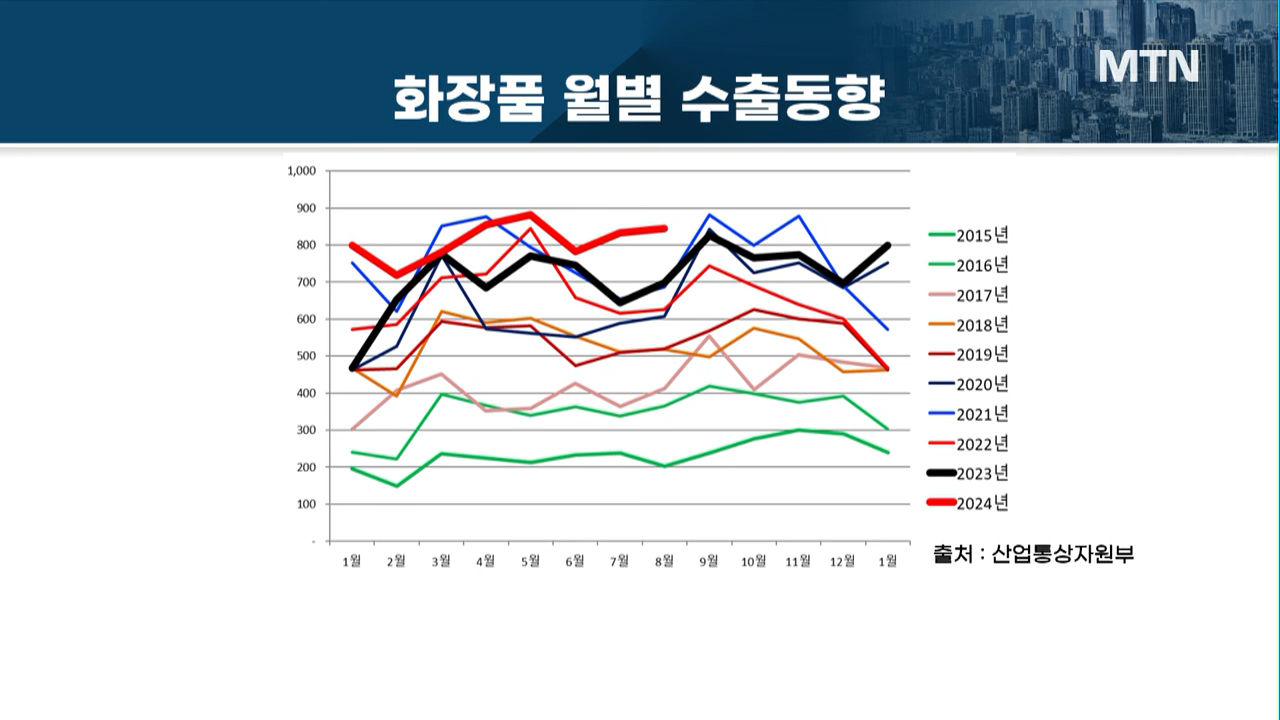 MTN
화장품 월별 수출동향
1,000
900
800
700
600
500
400
300
200
100
-
1월 2월 3월 4월 5월 6월 7월 8월 9월 10월 11월 12월 1월
2015년
2016년
2017년
2018년
2019년
2020년
2021년
2022년
2023년
2024년
출처 : 산업통상자원부